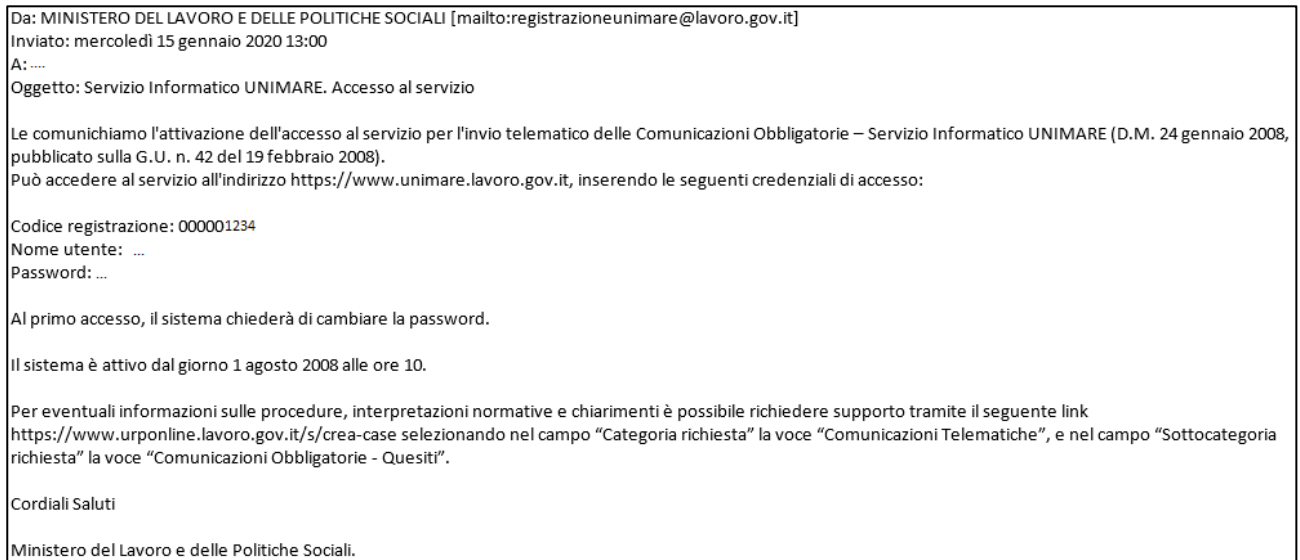 Da: MINISTERO DEL LAVORO E DELLE POLITICHE SOCIALI [mailto:registrazioneunimare@lavoro.gov.it]
Inviato: mercoledì 15 gennaio 2020 13:00
A: ....
Oggetto: Servizio Informatico UNIMARE. Accesso al servizio
Le comunichiamo l'attivazione dell'accesso al servizio per l'invio telematico delle Comunicazioni Obbligatorie – Servizio Informatico UNIMARE (D.M. 24 gennaio 2008,
pubblicato sulla G.U. n. 42 del 19 febbraio 2008).
Può accedere al servizio all'indirizzo https://www.unimare.lavoro.gov.it, inserendo le seguenti credenziali di accesso:
Codice registrazione: 000001234
Nome utente: ...
Password: ...
Al primo accesso, il sistema chiederà di cambiare la password.
Il sistema è attivo dal giorno 1 agosto 2008 alle ore 10.
Per eventuali informazioni sulle procedure, interpretazioni normative e chiarimenti è possibile richiedere supporto tramite il seguente link
https://www.urponline.lavoro.gov.it/s/crea-case selezionando nel campo “Categoria richiesta” la voce “Comunicazioni Telematiche”, e nel campo “Sottocategoria
richiesta” la voce “Comunicazioni Obbligatorie - Quesiti”.
Cordiali Saluti
Ministero del Lavoro e delle Politiche Sociali.